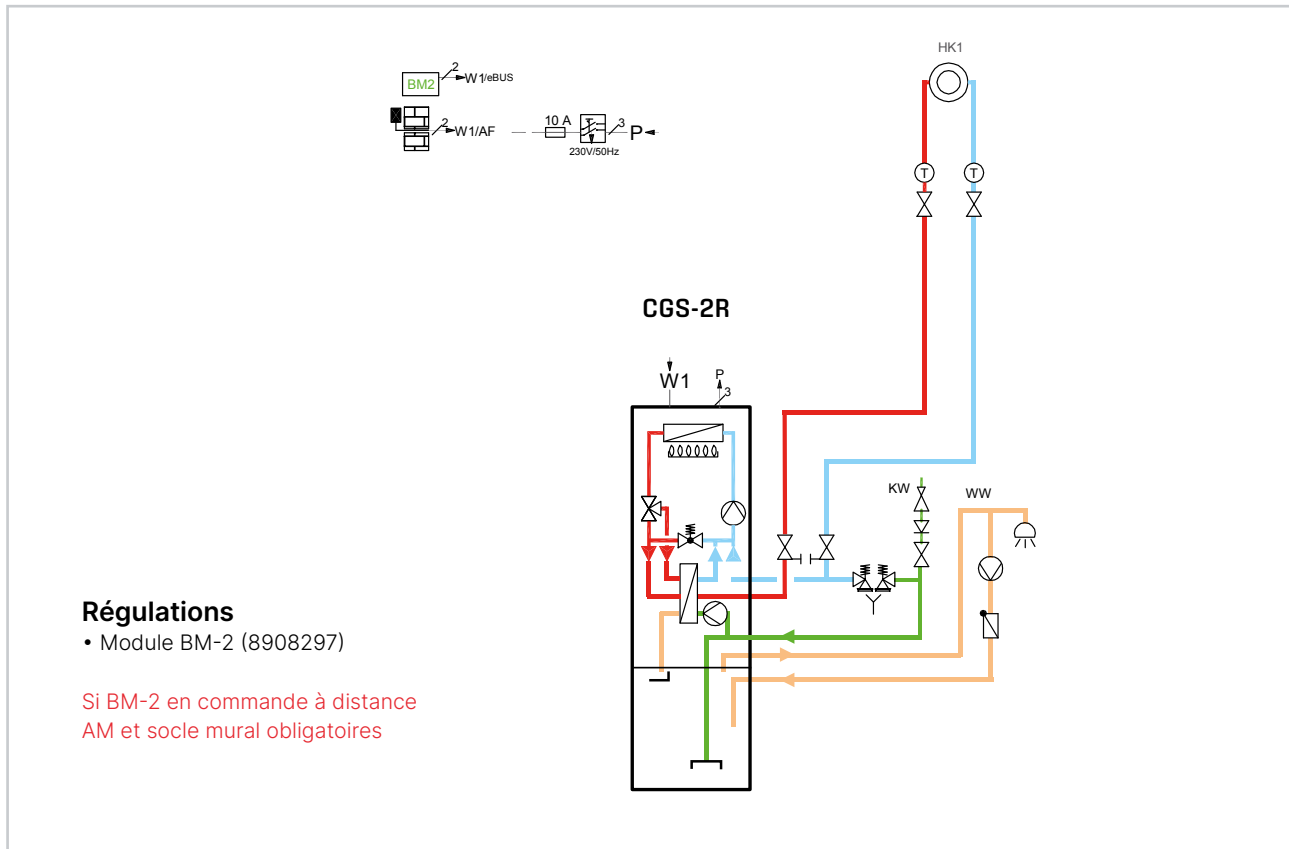 HK1
2
BM2
W1/eBUS
2
W1/AF
10 A
3
P
230V/50Hz
T
T
CGS-2R
W1
P
3
KW
WW
Régulations
• Module BM-2 (8908297)
Si BM-2 en commande à distance
AM et socle mural obligatoires